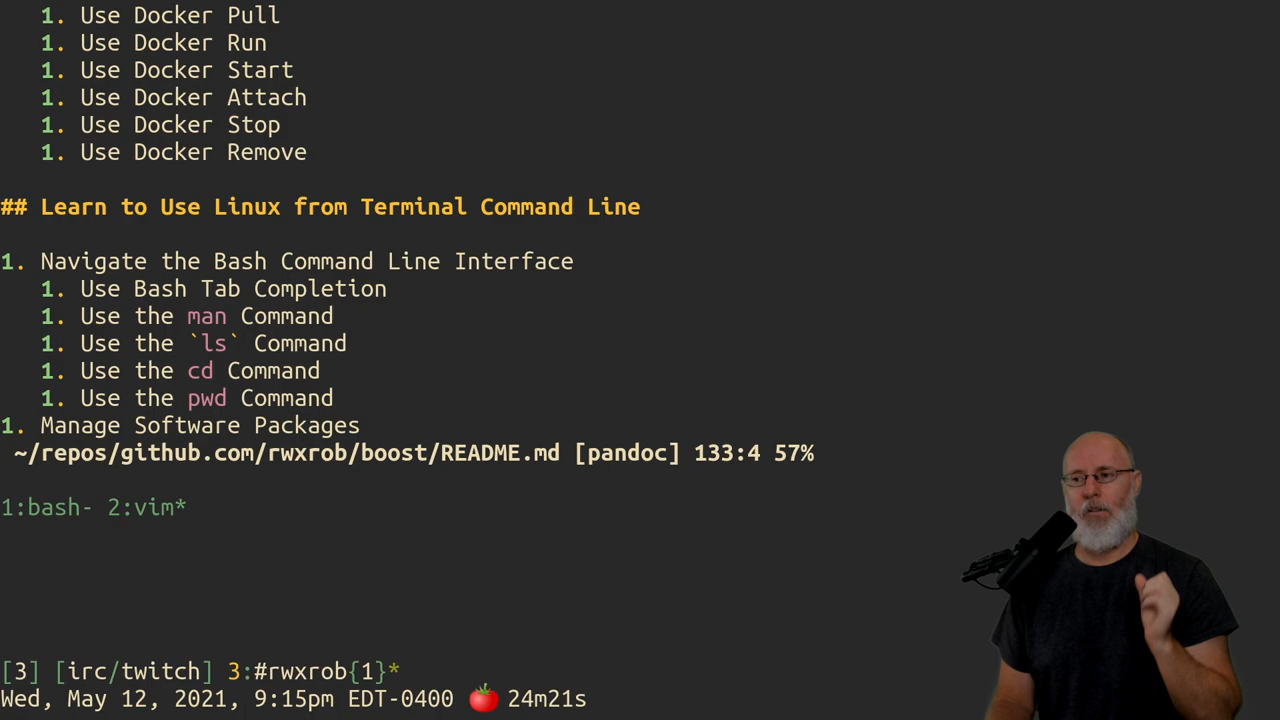 1. Use Docker Pull
1. Use Docker Run
1. Use Docker Start
1. Use Docker Attach
1. Use Docker Stop
1. Use Docker Remove
## Learn to Use Linux from Terminal Command Line
1. Navigate the Bash Command Line Interface
1. Use Bash Tab Completion
1. Use the man Command
1. Use the `ls` Command
1. Use the cd Command
1. Use the pwd Command
1. Manage Software Packages
~/repos/github.com/rwxrob/boost/README.md [pandoc] 133:4 57%
1:bash- 2:vim*
[3] [irc/twitch] 3:#rwxrob{1}*
Wed, May 12, 2021, 9:15pm EDT-0400 🍅 24m21s